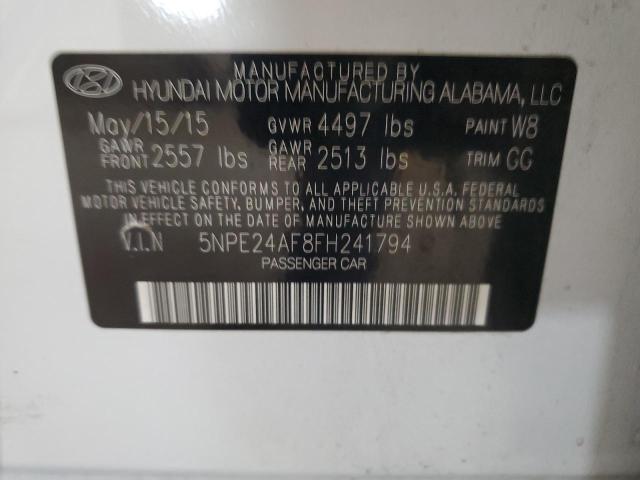 MANUFACTURED BY
HYUNDAI MOTOR MANUFACTURING ALABAMA, LLC
May/15/15 GVWR 4497 lbs PAINT W8
GAWR FRONT 2557 lbs GAWR REAR 2513 lbs TRIM GG
THIS VEHICLE CONFORMS TO ALL APPLICABLE U.S.A. FEDERAL
MOTOR VEHICLE SAFETY, BUMPER, AND THEFT PREVENTION STANDARDS
IN EFFECT ON THE DATE OF MANUFACTURE SHOWN ABOVE
V.I.N 5NPE24AF8FH241794
PASSENGER CAR